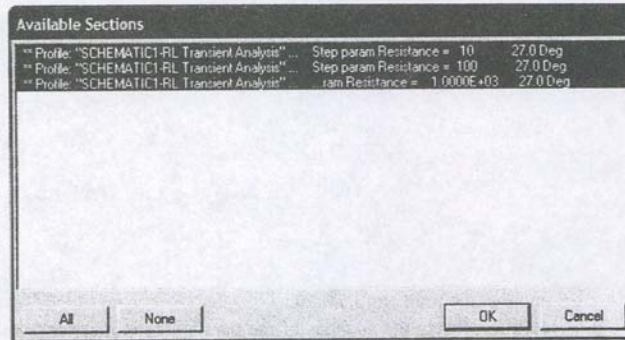 Available Sections
** Profile: "SCHEMATIC1-RL Transient Analysis" ... Step param Resistance = 10 27.0 Deg
** Profile: "SCHEMATIC1-RL Transient Analysis" ... Step param Resistance = 100 27.0 Deg
** Profile: "SCHEMATIC1-RL Transient Analysis" ... ram Resistance = 1.0000E+03 27.0 Deg
All None OK Cancel